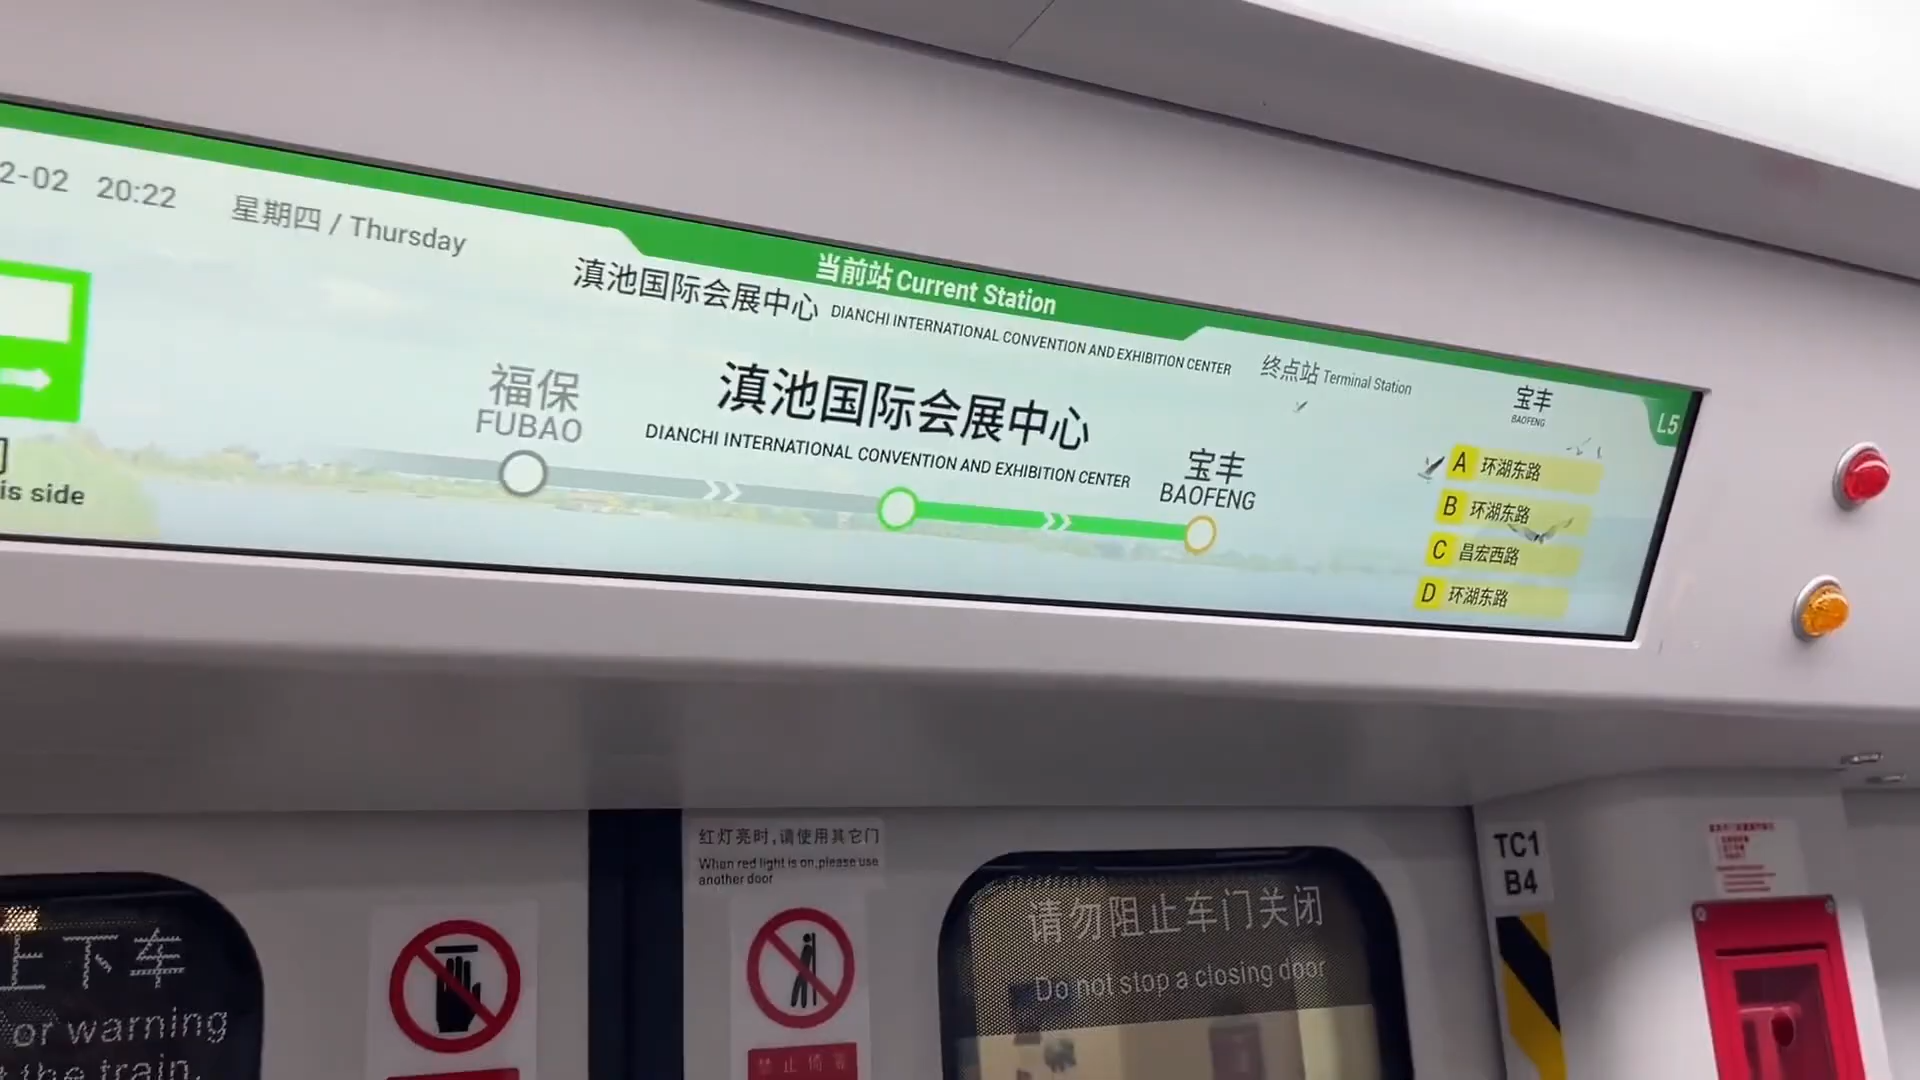 2-02 20:22 星期四 / Thursday
当前站 Current Station
滇池国际会展中心 DIANCHI INTERNATIONAL CONVENTION AND EXHIBITION CENTER
终点站 Terminal Station
宝丰
BAOFENG
L5
福保
FUBAO
滇池国际会展中心
DIANCHI INTERNATIONAL CONVENTION AND EXHIBITION CENTER
宝丰
BAOFENG
A 环湖东路
B 环湖东路
C 昌宏西路
D 环湖东路
is side
红灯亮时,请使用其它门
When red light is on,please use
another door
请勿阻止车门关闭
Do not stop a closing door
TC1
B4
上下车
or warning
the train.
禁止倚靠